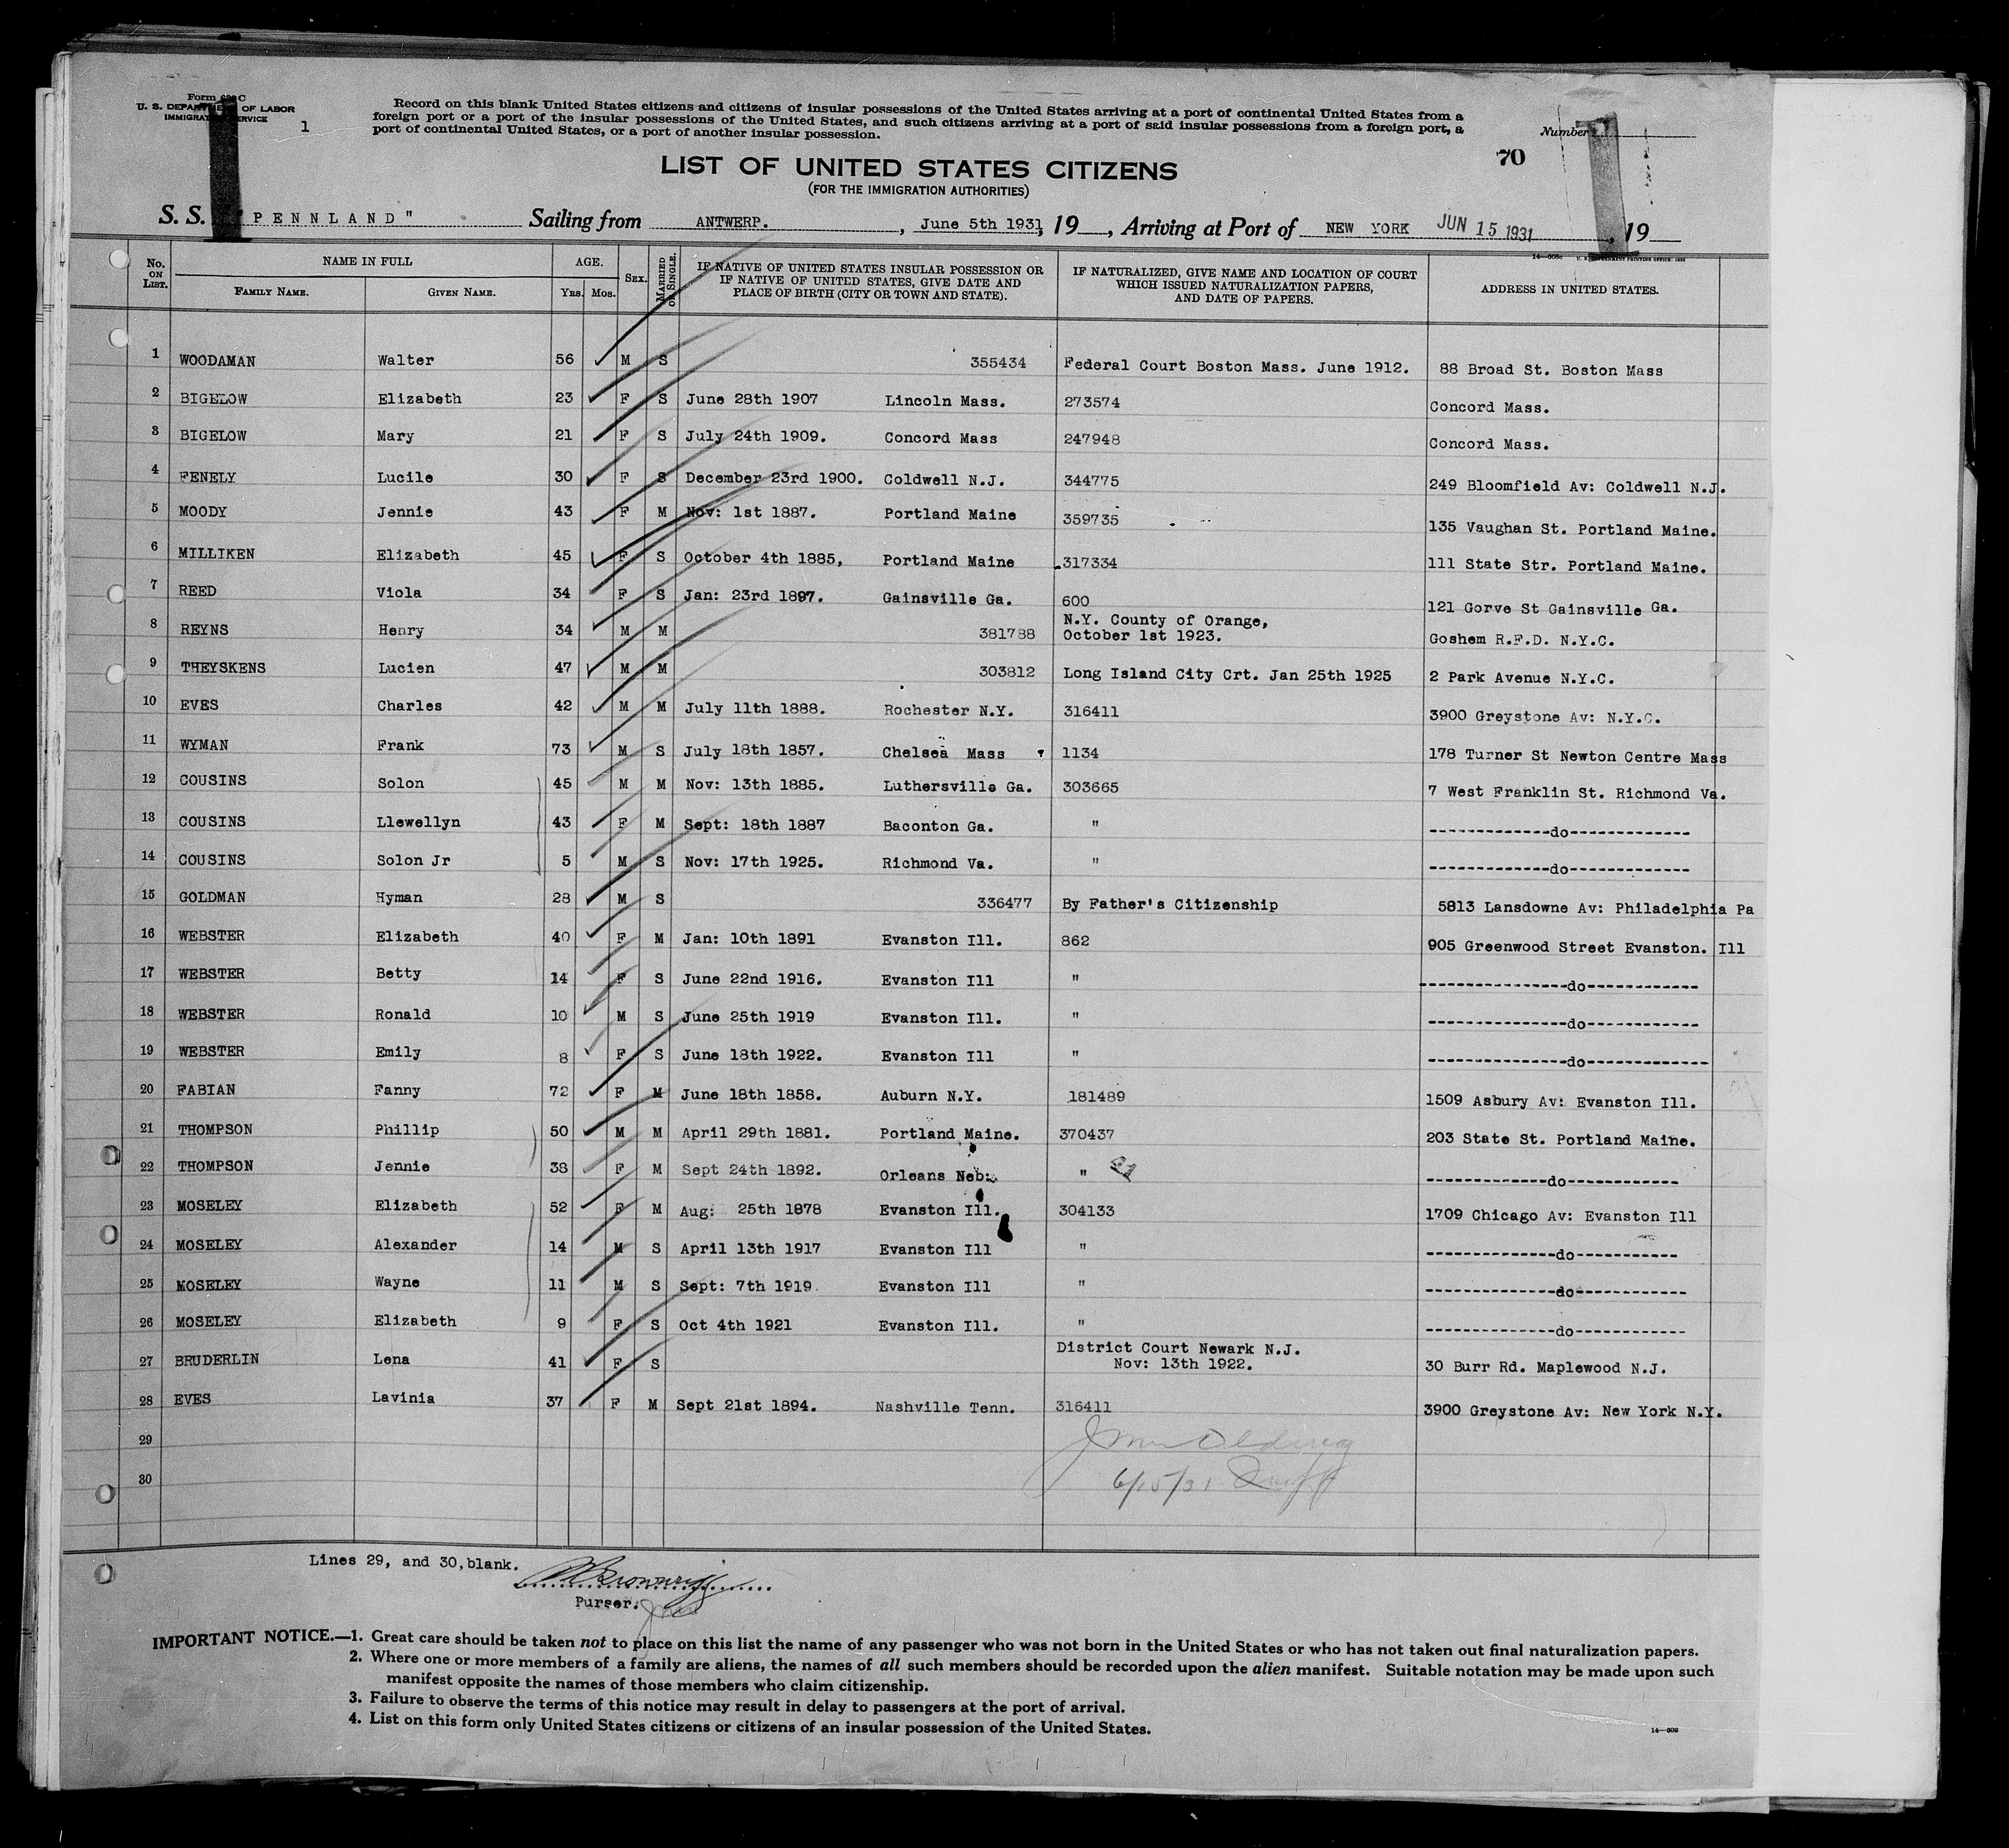 Form 630 C
U. S. DEPARTMENT OF LABOR
IMMIGRATION SERVICE
1
Record on this blank United States citizens and citizens of insular possessions of the United States arriving at a port of continental United States from a
foreign port or a port of the insular possessions of the United States, and such citizens arriving at a port of said insular possessions from a foreign port, a
port of continental United States, or a port of another insular possession.
Number
70
LIST OF UNITED STATES CITIZENS
(FOR THE IMMIGRATION AUTHORITIES)
S. S. "PENNLAND" Sailing from ANTWERP. , June 5th 1931, 19 , Arriving at Port of NEW YORK JUN 15 1931 , 19
No. ON LIST. NAME IN FULL FAMILY NAME. GIVEN NAME. AGE. Yrs. Mos. SEX. MARRIED OR SINGLE. IF NATIVE OF UNITED STATES INSULAR POSSESSION OR IF NATIVE OF UNITED STATES, GIVE DATE AND PLACE OF BIRTH (CITY OR TOWN AND STATE). IF NATURALIZED, GIVE NAME AND LOCATION OF COURT WHICH ISSUED NATURALIZATION PAPERS, AND DATE OF PAPERS. ADDRESS IN UNITED STATES.
1 WOODAMAN Walter 56 M S 355434 Federal Court Boston Mass. June 1912. 88 Broad St. Boston Mass
2 BIGELOW Elizabeth 23 F S June 28th 1907 Lincoln Mass. 273574 Concord Mass.
3 BIGELOW Mary 21 F S July 24th 1909. Concord Mass 247948 Concord Mass.
4 FENELY Lucile 30 F S December 23rd 1900. Coldwell N.J. 344775 249 Bloomfield Av: Coldwell N.J.
5 MOODY Jennie 43 F M Nov: 1st 1887. Portland Maine 359735 135 Vaughan St. Portland Maine.
6 MILLIKEN Elizabeth 45 F S October 4th 1885, Portland Maine 317334 111 State Str. Portland Maine.
7 REED Viola 34 F S Jan: 23rd 1897. Gainsville Ga. 600 121 Gorve St Gainsville Ga.
8 REYNS Henry 34 M M 381788 N.Y. County of Orange, October 1st 1923. Goshem R.F.D. N.Y.C.
9 THEYSKENS Lucien 47 M M 303812 Long Island City Crt. Jan 25th 1925 2 Park Avenue N.Y.C.
10 EVES Charles 42 M M July 11th 1888. Rochester N.Y. 316411 3900 Greystone Av: N.Y.C.
11 WYMAN Frank 73 M S July 18th 1857. Chelsea Mass 1134 178 Turner St Newton Centre Mass
12 COUSINS Solon 45 M M Nov: 13th 1885. Luthersville Ga. 303665 7 West Franklin St. Richmond Va.
13 COUSINS Llewellyn 43 F M Sept: 18th 1887 Baconton Ga. " -------------do-------------
14 COUSINS Solon Jr 5 M S Nov: 17th 1925. Richmond Va. " -------------do-------------
15 GOLDMAN Hyman 28 M S 336477 By Father's Citizenship 5813 Lansdowne Av: Philadelphia Pa
16 WEBSTER Elizabeth 40 F M Jan: 10th 1891 Evanston Ill. 862 905 Greenwood Street Evanston. Ill
17 WEBSTER Betty 14 F S June 22nd 1916. Evanston Ill " ----------------do------------
18 WEBSTER Ronald 10 M S June 25th 1919 Evanston Ill. " ---------------do------------
19 WEBSTER Emily 8 F S June 18th 1922. Evanston Ill " ---------------do-------------
20 FABIAN Fanny 72 F M June 18th 1858. Auburn N.Y. 181489 1509 Asbury Av: Evanston Ill.
21 THOMPSON Phillip 50 M M April 29th 1881. Portland Maine. 370437 203 State St. Portland Maine.
22 THOMPSON Jennie 38 F M Sept 24th 1892. Orleans Neb: " -------------do------------
23 MOSELEY Elizabeth 52 F M Aug: 25th 1878 Evanston Ill. 304133 1709 Chicago Av: Evanston Ill
24 MOSELEY Alexander 14 M S April 13th 1917 Evanston Ill " --------------do-----------
25 MOSELEY Wayne 11 M S Sept: 7th 1919. Evanston Ill " --------------do------------
26 MOSELEY Elizabeth 9 F S Oct 4th 1921 Evanston Ill. " --------------do------------
27 BRUDERLIN Lena 41 F S District Court Newark N.J. Nov: 13th 1922. 30 Burr Rd. Maplewood N.J.
28 EVES Lavinia 37 F M Sept 21st 1894. Nashville Tenn. 316411 3900 Greystone Av: New York N.Y.
29
30
6/15/31
Lines 29, and 30, blank.
Purser.
IMPORTANT NOTICE.—1. Great care should be taken not to place on this list the name of any passenger who was not born in the United States or who has not taken out final naturalization papers.
2. Where one or more members of a family are aliens, the names of all such members should be recorded upon the alien manifest. Suitable notation may be made upon such
manifest opposite the names of those members who claim citizenship.
3. Failure to observe the terms of this notice may result in delay to passengers at the port of arrival.
4. List on this form only United States citizens or citizens of an insular possession of the United States.
14—608